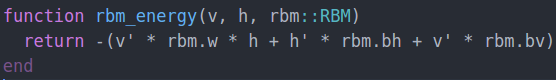 function rbm_energy(v, h, rbm::RBM)
  return -(v' * rbm.w * h + h' * rbm.bh + v' * rbm.bv)
end